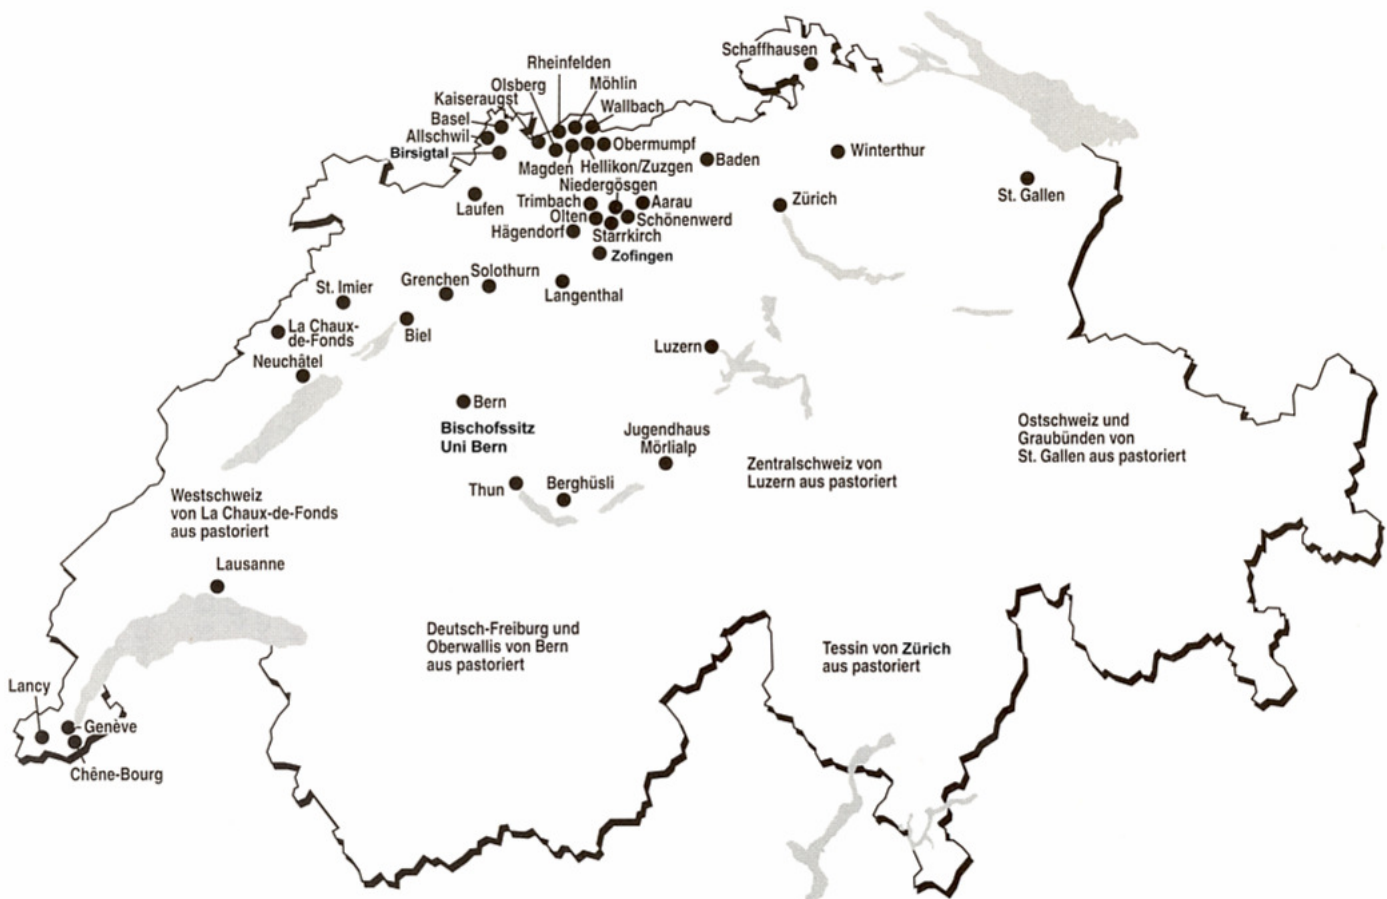 Schaffhausen
Rheinfelden
Olsberg
Möhlin
Kaiseraugst
Wallbach
Basel
Allschwil
Birsigtal
Obermumpf
Magden
Hellikon/Zuzgen
Baden
Winterthur
Niedergösgen
Laufen
Trimbach
Aarau
Olten
Schönenwerd
Hägendorf
Starrkirch
Zofingen
Zürich
St. Gallen
Grenchen
Solothurn
Langenthal
St. Imier
La Chaux-
de-Fonds
Biel
Neuchâtel
Luzern
Bern
Bischofssitz
Uni Bern
Jugendhaus
Mörlialp
Thun
Berghüsli
Zentralschweiz von
Luzern aus pastoriert
Ostschweiz und
Graubünden von
St. Gallen aus pastoriert
Westschweiz
von La Chaux-de-Fonds
aus pastoriert
Lausanne
Deutsch-Freiburg und
Oberwallis von Bern
aus pastoriert
Tessin von Zürich
aus pastoriert
Lancy
Genève
Chêne-Bourg